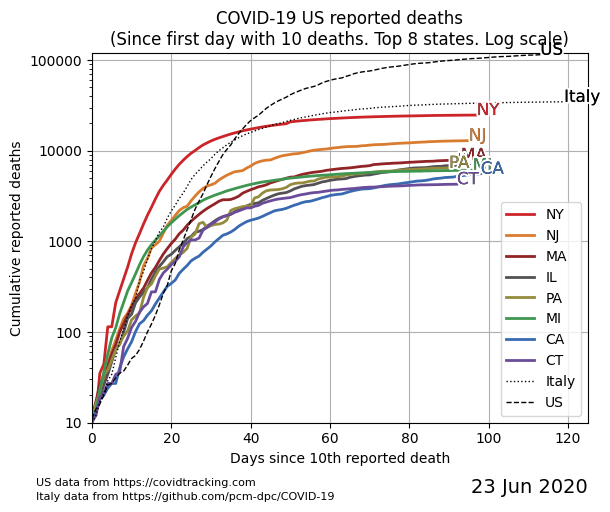 COVID-19 US reported deaths
(Since first day with 10 deaths. Top 8 states. Log scale)
100000
10000
1000
100
10
Cumulative reported deaths
US
Italy
NY
NJ
MA
PA
MI
CA
CT
NY
NJ
MA
IL
PA
MI
CA
CT
Italy
US
0 20 40 60 80 100 120
Days since 10th reported death
US data from https://covidtracking.com
Italy data from https://github.com/pcm-dpc/COVID-19
23 Jun 2020